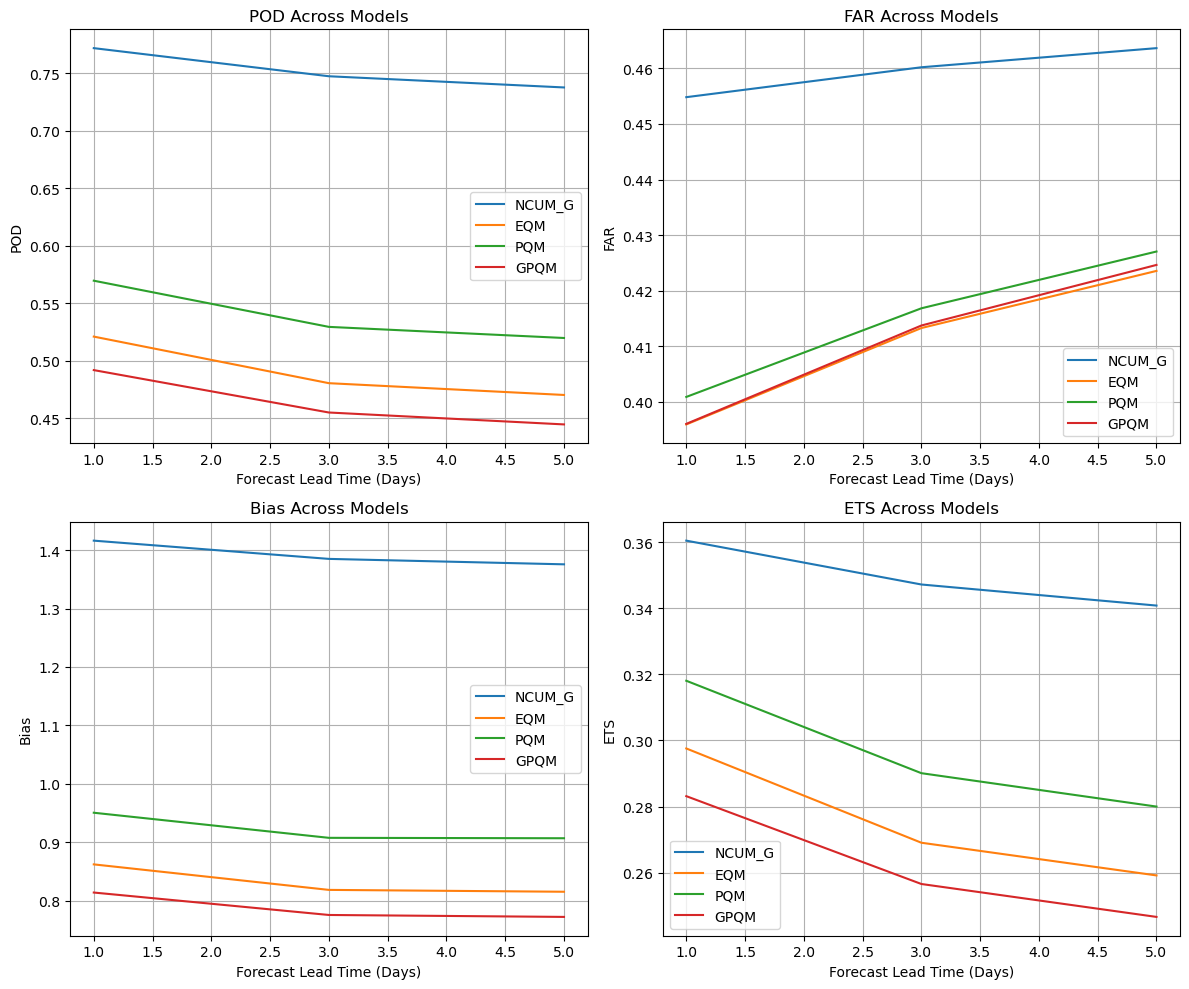 POD Across Models
POD
0.75
0.70
0.65
0.60
0.55
0.50
0.45
NCUM_G
EQM
PQM
GPQM
1.0 1.5 2.0 2.5 3.0 3.5 4.0 4.5 5.0
Forecast Lead Time (Days)
FAR Across Models
FAR
0.46
0.45
0.44
0.43
0.42
0.41
0.40
NCUM_G
EQM
PQM
GPQM
1.0 1.5 2.0 2.5 3.0 3.5 4.0 4.5 5.0
Forecast Lead Time (Days)
Bias Across Models
Bias
1.4
1.3
1.2
1.1
1.0
0.9
0.8
NCUM_G
EQM
PQM
GPQM
1.0 1.5 2.0 2.5 3.0 3.5 4.0 4.5 5.0
Forecast Lead Time (Days)
ETS Across Models
ETS
0.36
0.34
0.32
0.30
0.28
0.26
NCUM_G
EQM
PQM
GPQM
1.0 1.5 2.0 2.5 3.0 3.5 4.0 4.5 5.0
Forecast Lead Time (Days)